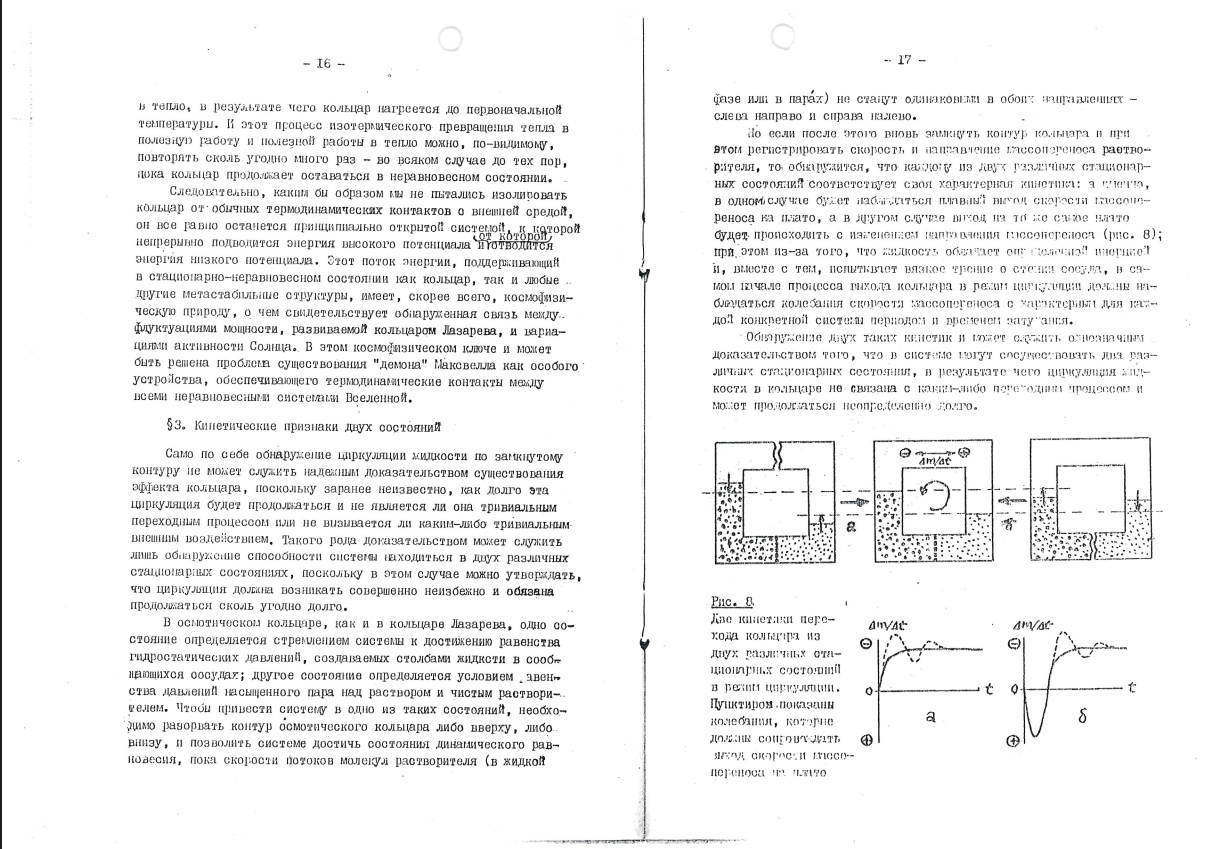 - 16 -
в тепло, в результате чего кольцар нагреется до первоначальной
температуры. И этот процесс изотермического превращения тепла в
полезную работу и полезной работы в тепло можно, по-видимому,
повторять сколь угодно много раз - во всяком случае до тех пор,
пока кольцар продолжает оставаться в неравновесном состоянии.
Следовательно, каким бы образом мы не пытались изолировать
кольцар от обычных термодинамических контактов с внешней средой,
он все равно останется принципиально открытой системой, к которой
непрерывно подводится энергия высокого потенциала и от которой отводится
энергия низкого потенциала. Этот поток энергии, поддерживающий
в стационарно-неравновесном состоянии как кольцар, так и любые
другие метастабильные структуры, имеет, скорее всего, космофизи-
ческую природу, о чем свидетельствует обнаруженная связь между
флуктуациями мощности, развиваемой кольцаром Лазарева, и вариа-
циями активности Солнца. В этом космофизическом ключе и может
быть решена проблема существования "демона" Максвелла как особого
устройства, обеспечивающего термодинамические контакты между
всеми неравновесными системами Вселенной.
§3. Кинетические признаки двух состояний
Само по себе обнаружение циркуляции жидкости по замкнутому
контуру не может служить надежным доказательством существования
эффекта кольцара, поскольку заранее неизвестно, как долго эта
циркуляция будет продолжаться и не является ли она тривиальным
переходным процессом или не вызывается ли каким-либо тривиальным
внешним воздействием. Такого рода доказательством может служить
лишь обнаружение способности системы находиться в двух различных
стационарных состояниях, поскольку в этом случае можно утверждать,
что циркуляция должна возникать совершенно неизбежно и обязана
продолжаться сколь угодно долго.
В осмотическом кольцаре, как и в кольцаре Лазарева, одно со-
стояние определяется стремлением системы к достижению равенства
гидростатических давлений, создаваемых столбами жидксти в сооб-
щающихся сосудах; другое состояние определяется условием авен-
ства давлений насыщенного пара над раствором и чистым раствори-
телем. Чтобы привести систему в одно из таких состояний, необхо-
димо разорвать контур осмотического кольцара либо вверху, либо
внизу, и позволить системе достичь состояния динамического рав-
новесия, пока скорости потоков молекул растворителя (в жидкой
- 17 -
фазе или в парах) не станут одинаковыми в обоих направлениях -
слева направо и справа налево.
Но если после этого вновь замкнуть контур кольцара и при
этом регистрировать скорость и направление массопереноса раство-
рителя, то обнаружится, что каждому из двух различных стационар-
ных состояний соответствует своя характерная кинетика: а именно,
в одном случае будет наблюдаться плавный выход скорости массопе-
реноса на плато, а в другом случае выход на то же самое плато
будет происходить с изменением направления массопереноса (рис. 8);
при этом из-за того, что жидкость обладает определенной инерцией
и, вместе с тем, испытывает вязкое трение о стенки сосуда, в са-
мом начале процесса выхода кольцара в режим циркуляции должны на-
блюдаться колебания скорости массопереноса с характерным для каж-
дой конкретной системы периодом и временем затухания.
Обнаружение двух таких кинетик и может служить однозначным
доказательством того, что в системе могут сосуществовать два раз-
личных стационарных состояния, в результате чего циркуляция жид-
кости в кольцаре не связана с каким-либо переходным процессом и
может продолжаться неопределенно долго.
⊖ ⊕
Δm/Δt
а
б
Рис. 8
Две кинетики пере-
хода кольцара из
двух различных ста-
ционарных состояний
в режим циркуляции.
Пунктиром показаны
колебания, которые
должны сопровождать
выход скорости массо-
переноса на плато
Δm/Δt
⊖
0
t
⊕
а
Δm/Δt
⊖
0
t
⊕
б